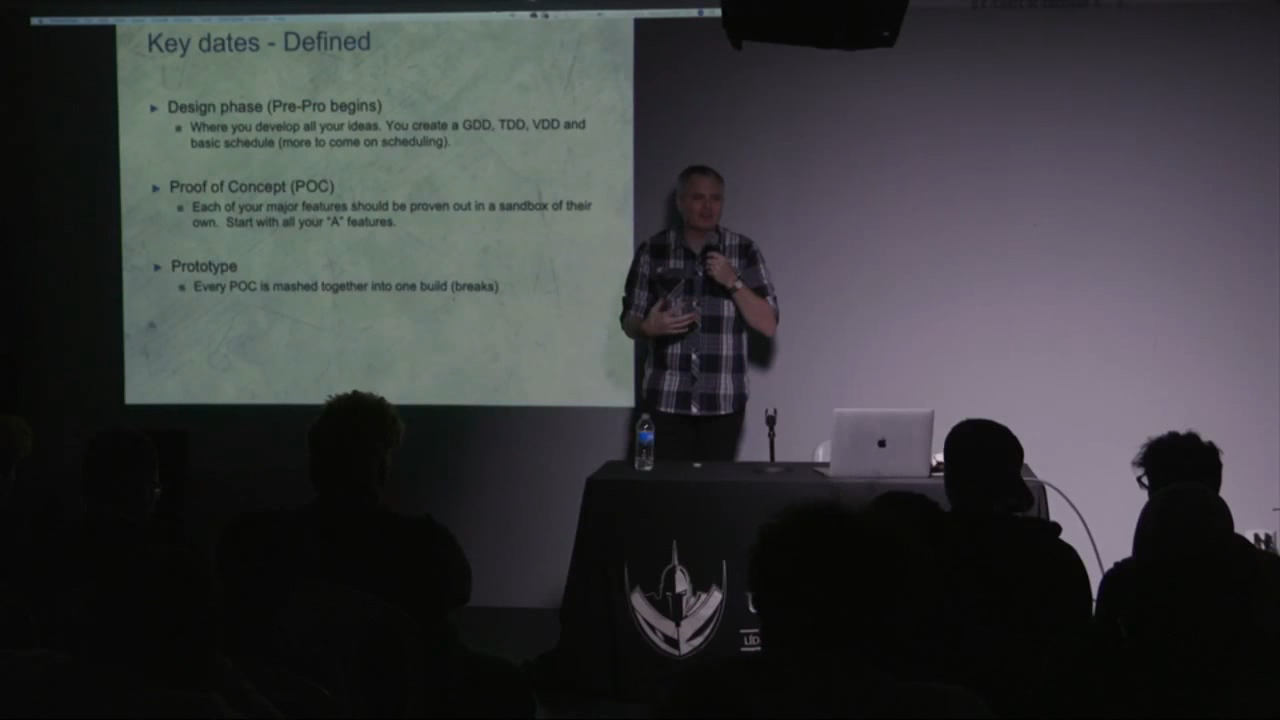 Key dates - Defined
Design phase (Pre-Pro begins)
Where you develop all your ideas. You create a GDD, TDD, VDD and
basic schedule (more to come on scheduling).
Proof of Concept (POC)
Each of your major features should be proven out in a sandbox of their
own. Start with all your "A" features.
Prototype
Every POC is mashed together into one build (breaks)